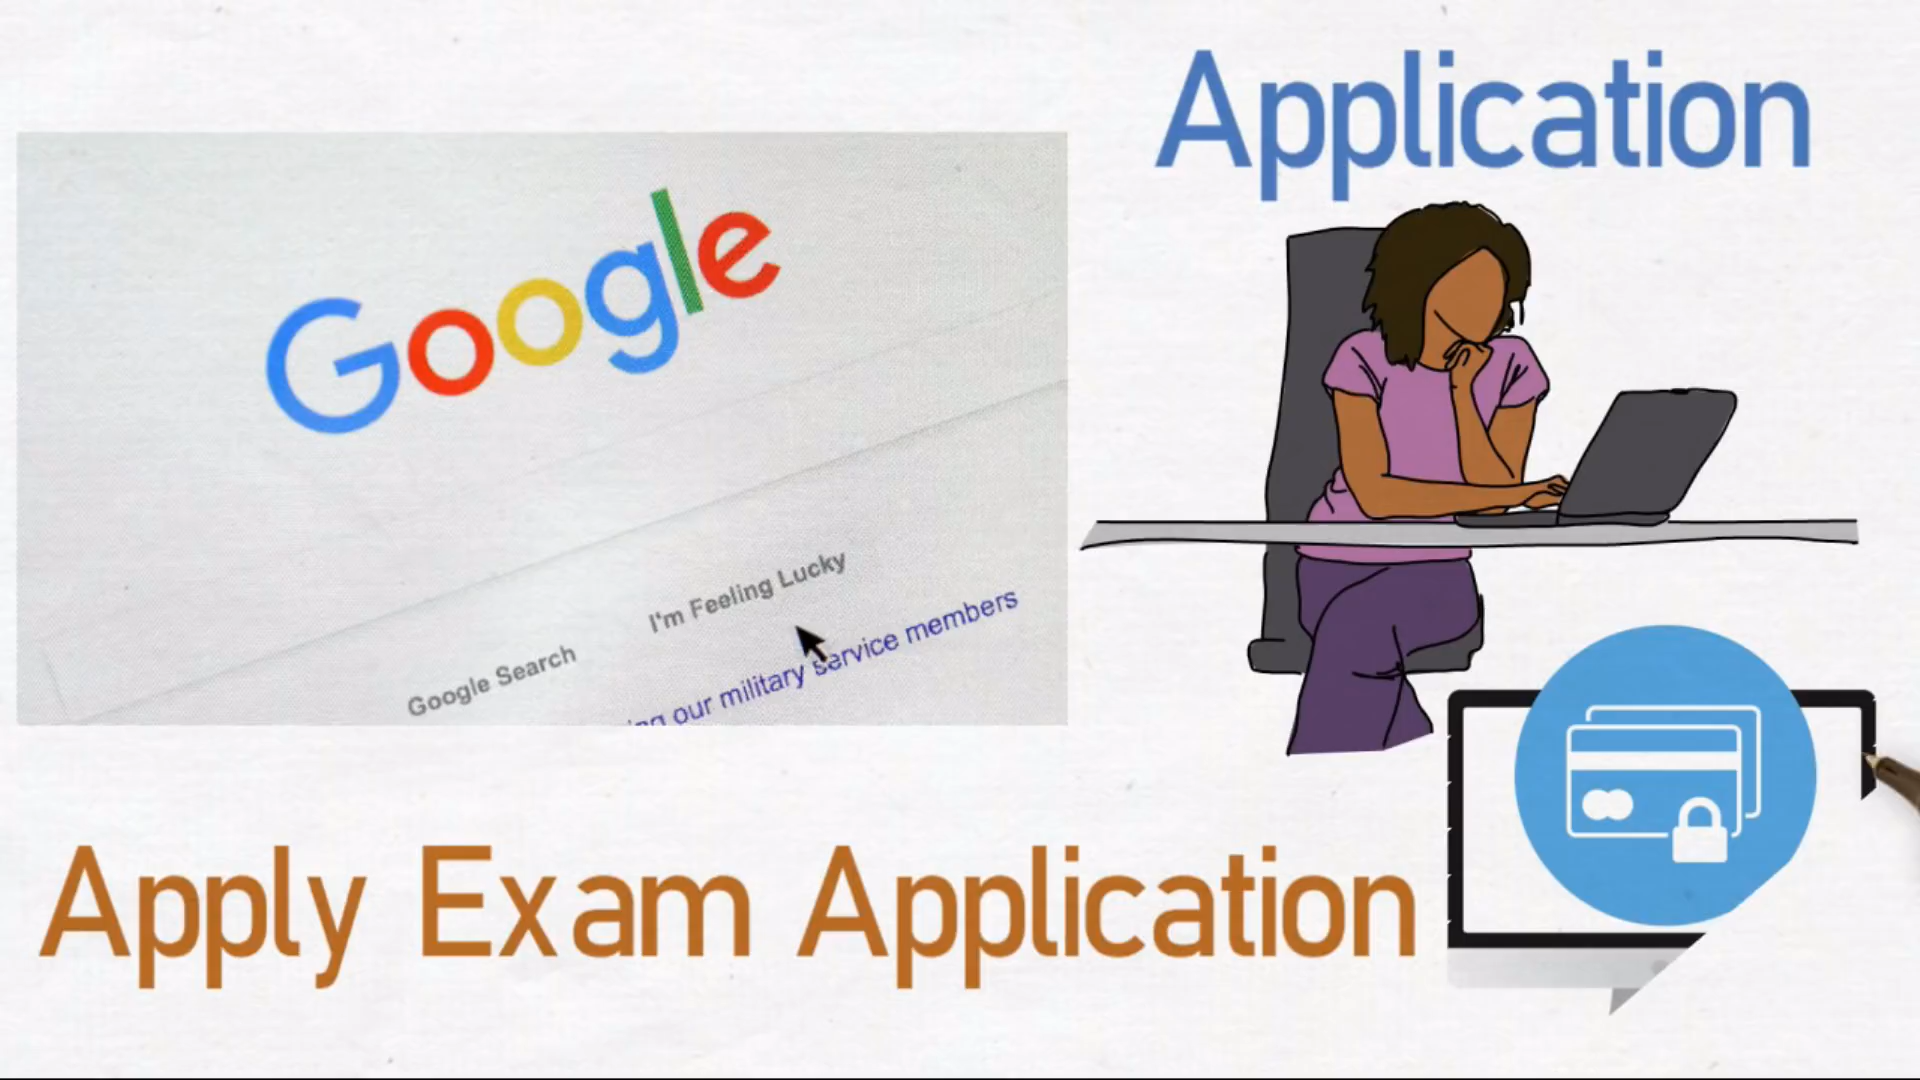 Application
Google
I'm Feeling Lucky
Google Search
our military service members
Apply Exam Application